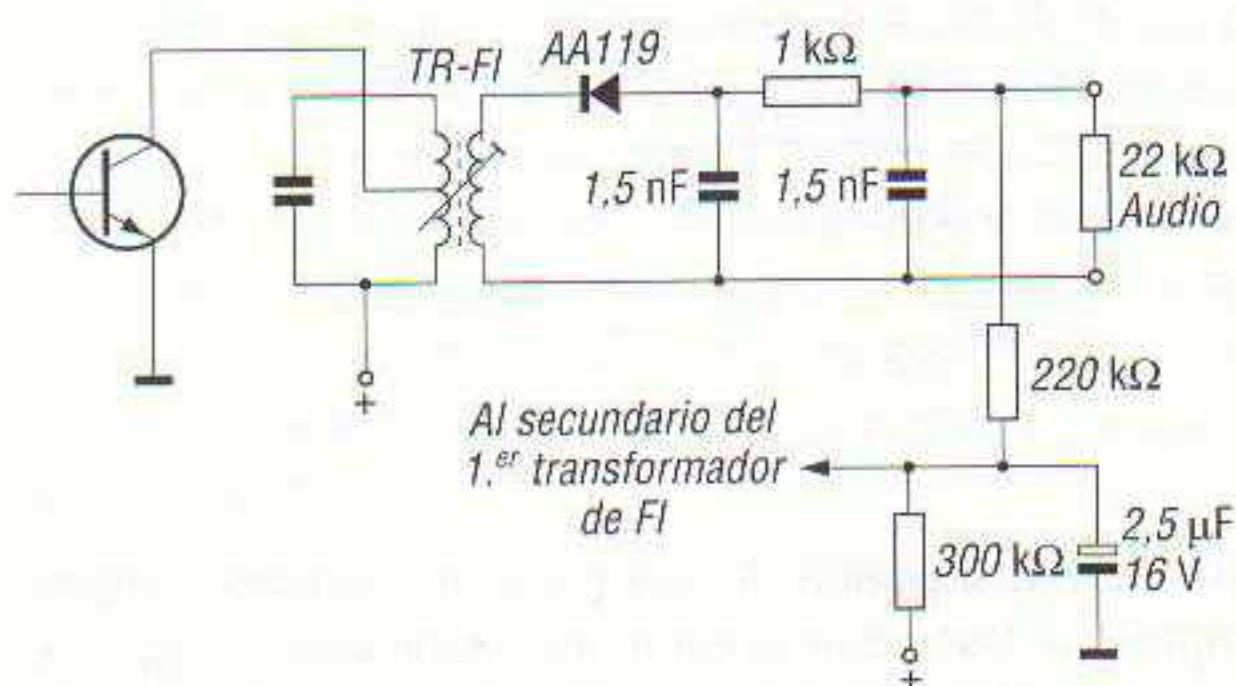 TR-FI
AA119
1 kΩ
1,5 nF
1,5 nF
22 kΩ
Audio
220 kΩ
Al secundario del
1.er transformador
de FI
300 kΩ
2,5 μF
16 V
+
+